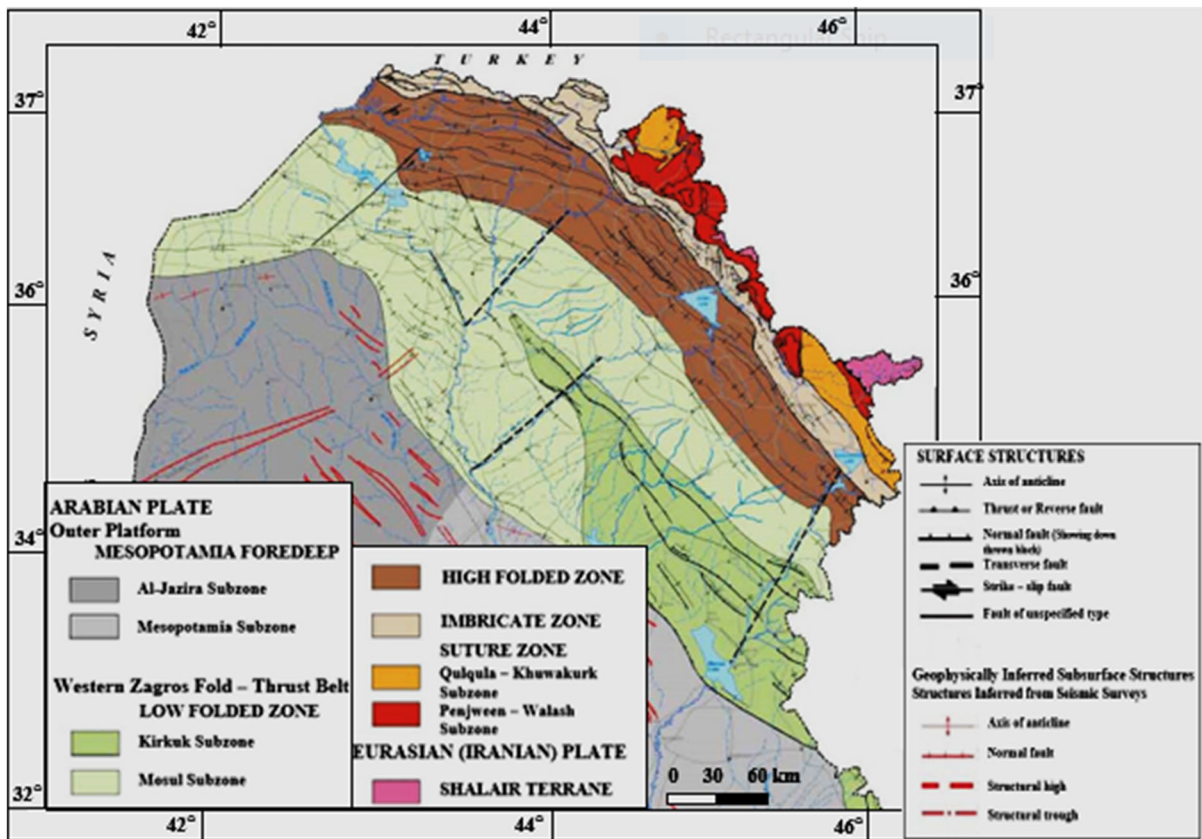 Rectangular Snip
42°
44°
46°
T U R K E Y
37°
37°
SYRIA
36°
36°
34°
32°
42°
44°
46°
ARABIAN PLATE
Outer Platform
MESOPOTAMIA FOREDEEP
Al-Jazira Subzone
Mesopotamia Subzone
Western Zagros Fold – Thrust Belt
LOW FOLDED ZONE
Kirkuk Subzone
Mosul Subzone
HIGH FOLDED ZONE
IMBRICATE ZONE
SUTURE ZONE
Qulqula – Khuwakurk
Subzone
Penjween – Walash
Subzone
EURASIAN (IRANIAN) PLATE
SHALAIR TERRANE
0 30 60 km
SURFACE STRUCTURES
Axis of anticline
Thrust or Reverse fault
Normal fault (Showing down
thrown block)
Transverse fault
Strike – slip fault
Fault of unspecified type
Geophysically Inferred Subsurface Structures
Structures Inferred from Seismic Surveys
Axis of anticline
Normal fault
Structural high
Structural trough